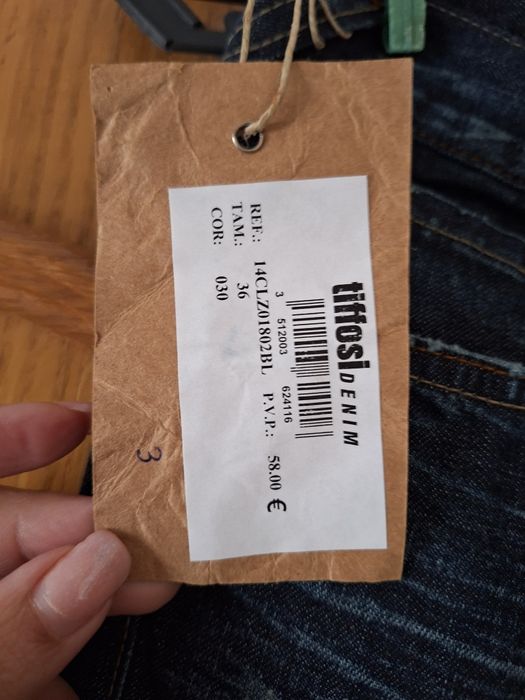 tiffosi DENIM
3 512003 624116
REF.: 14CLZ01802BL P.V.P.: 58.00 €
TAM.: 36
COR: 030
3